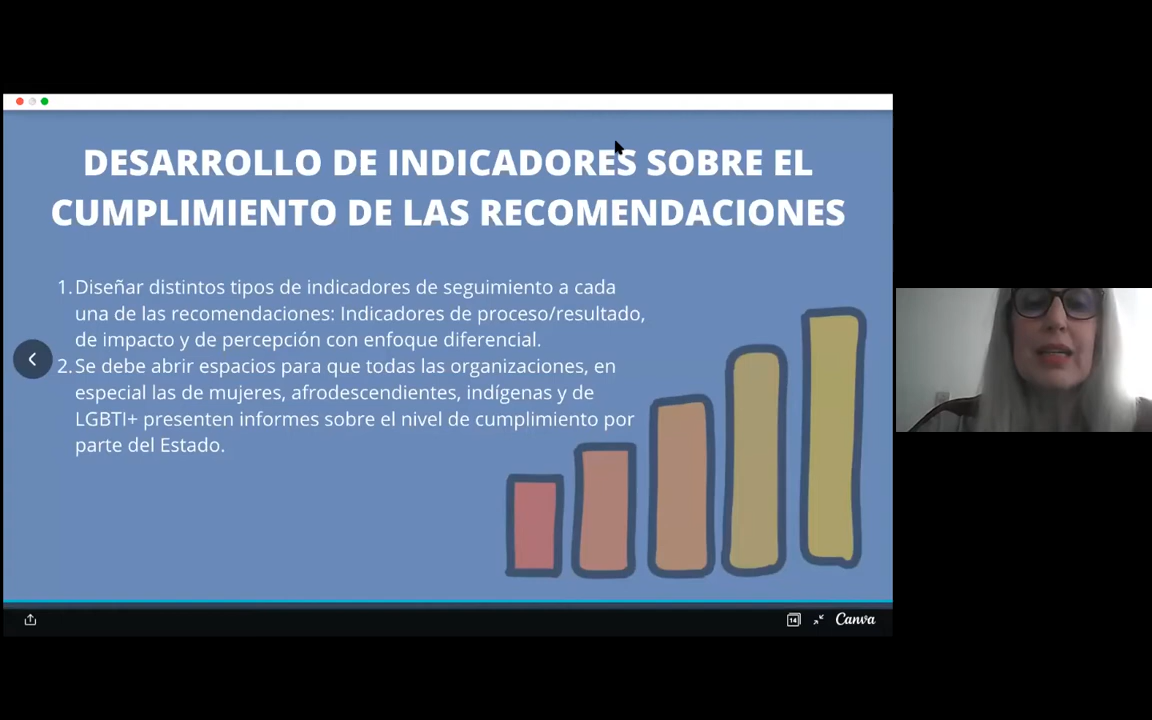 DESARROLLO DE INDICADORES SOBRE EL
CUMPLIMIENTO DE LAS RECOMENDACIONES
1. Diseñar distintos tipos de indicadores de seguimiento a cada
una de las recomendaciones: Indicadores de proceso/resultado,
de impacto y de percepción con enfoque diferencial.
2. Se debe abrir espacios para que todas las organizaciones, en
especial las de mujeres, afrodescendientes, indígenas y de
LGBTI+ presenten informes sobre el nivel de cumplimiento por
parte del Estado.
14
Canva